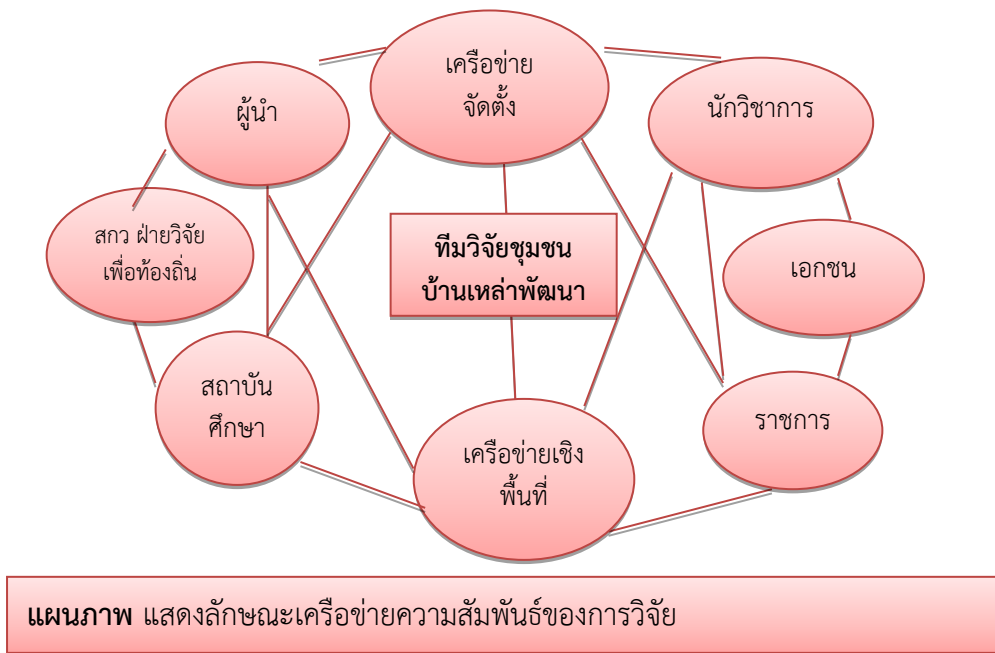 เครือข่าย
จัดตั้ง
ผู้นำ
นักวิชาการ
สกว ฝ่ายวิจัย
เพื่อท้องถิ่น
ทีมวิจัยชุมชน
บ้านเหล่าพัฒนา
เอกชน
สถาบัน
ศึกษา
เครือข่ายเชิง
พื้นที่
ราชการ
แผนภาพ แสดงลักษณะเครือข่ายความสัมพันธ์ของการวิจัย